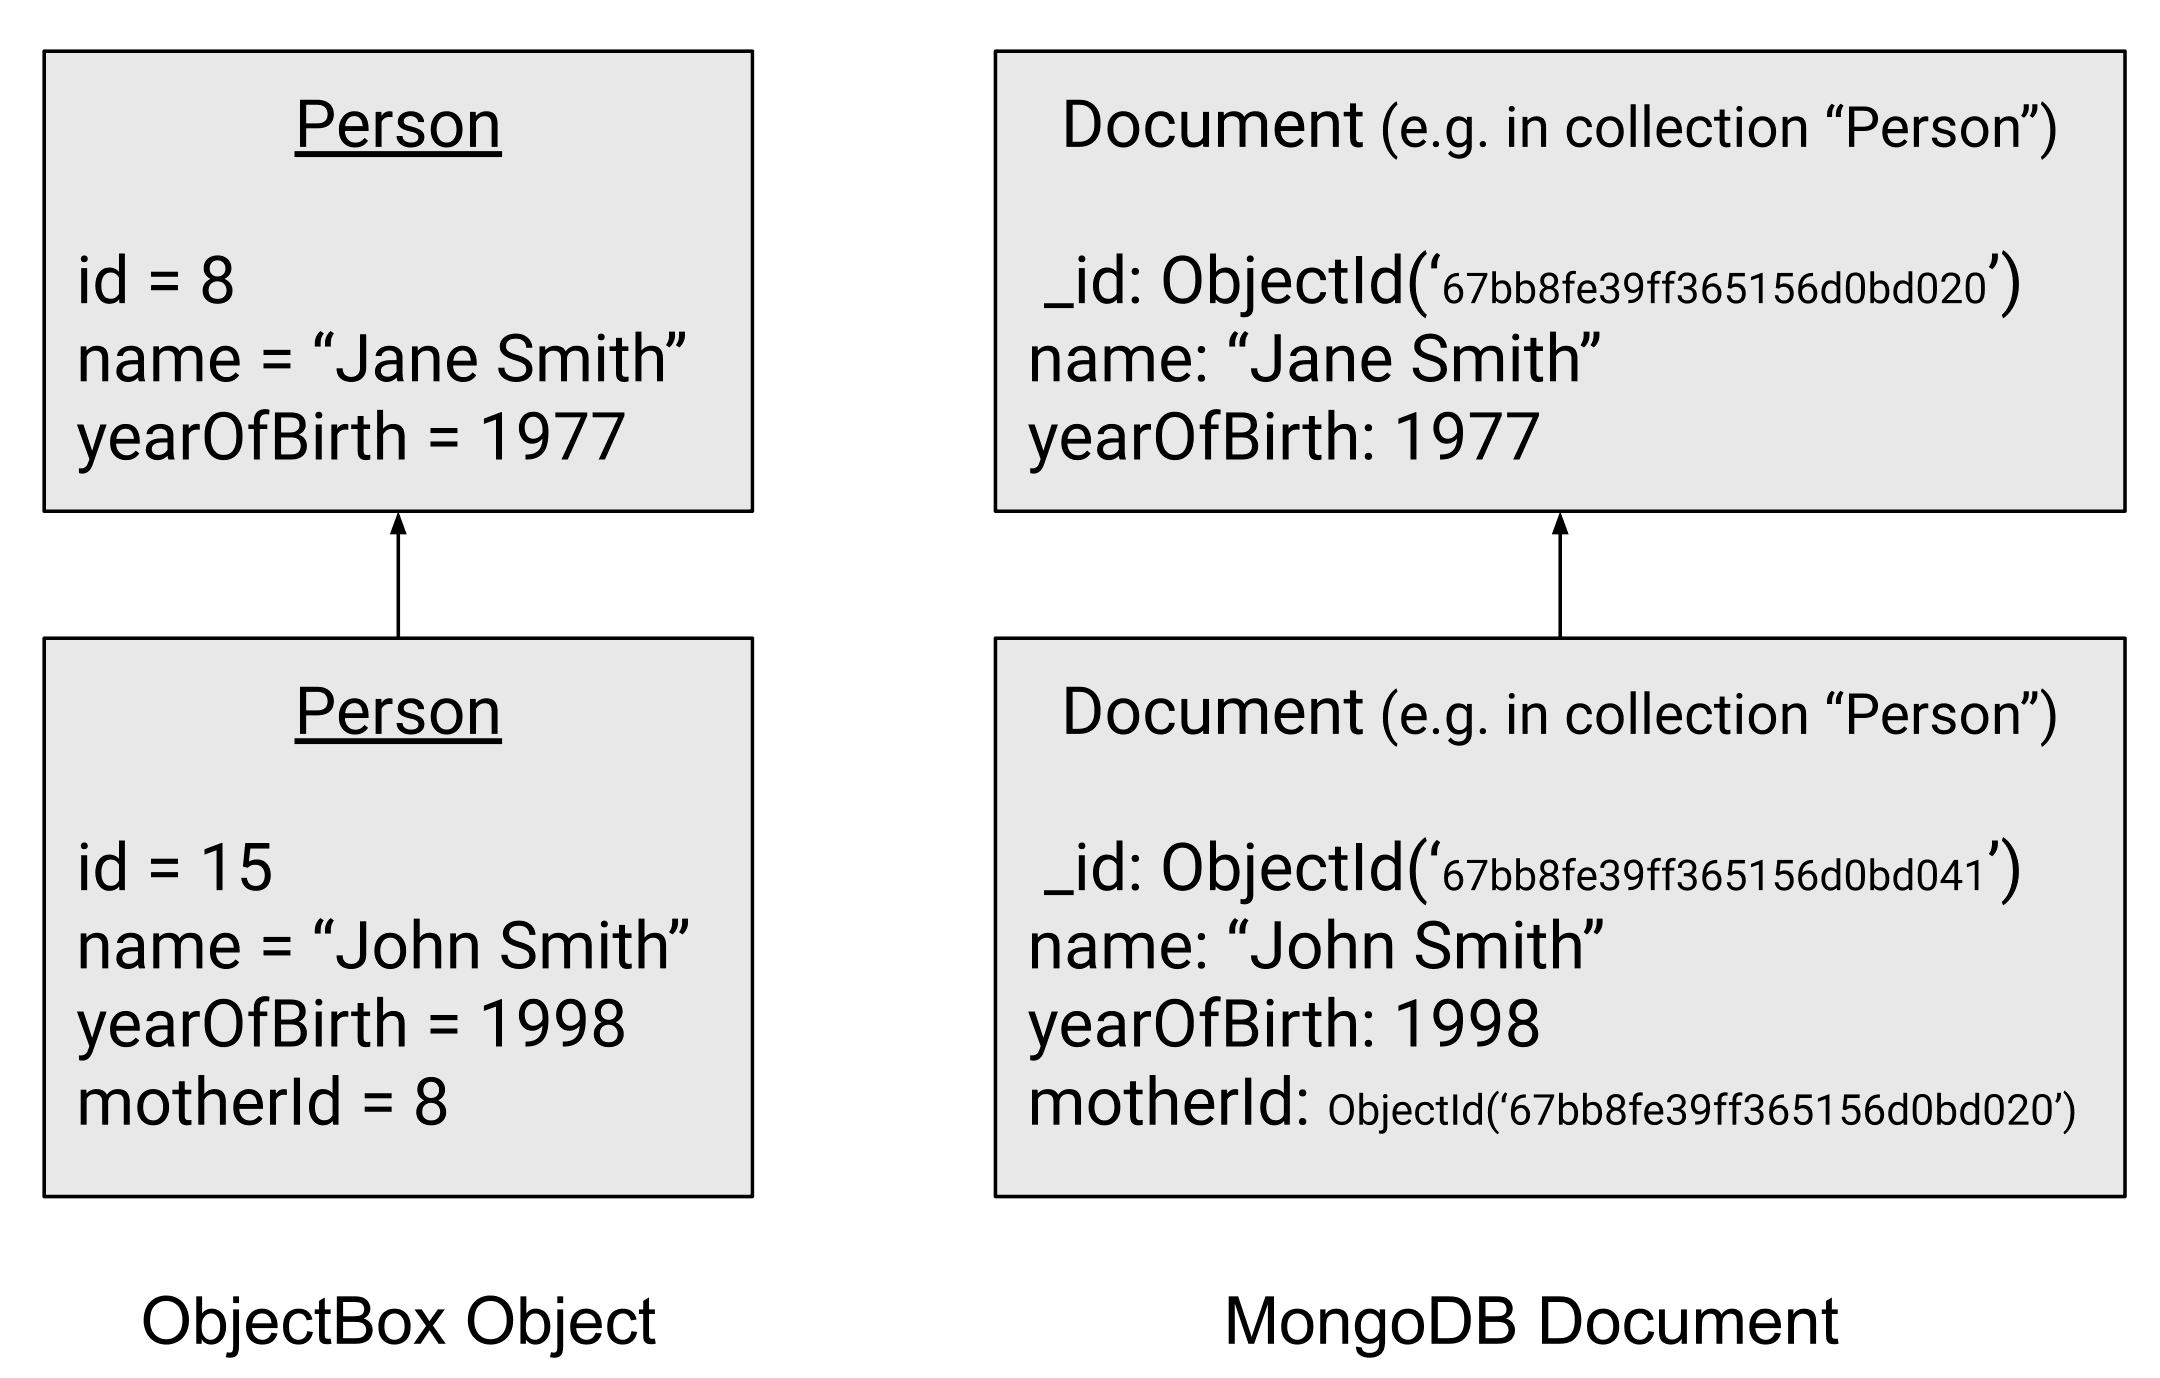 Person
id = 8
name = “Jane Smith”
yearOfBirth = 1977
Person
id = 15
name = “John Smith”
yearOfBirth = 1998
motherId = 8
ObjectBox Object
Document (e.g. in collection “Person”)
_id: ObjectId(‘67bb8fe39ff365156d0bd020’)
name: “Jane Smith”
yearOfBirth: 1977
Document (e.g. in collection “Person”)
_id: ObjectId(‘67bb8fe39ff365156d0bd041’)
name: “John Smith”
yearOfBirth: 1998
motherId: ObjectId(‘67bb8fe39ff365156d0bd020’)
MongoDB Document